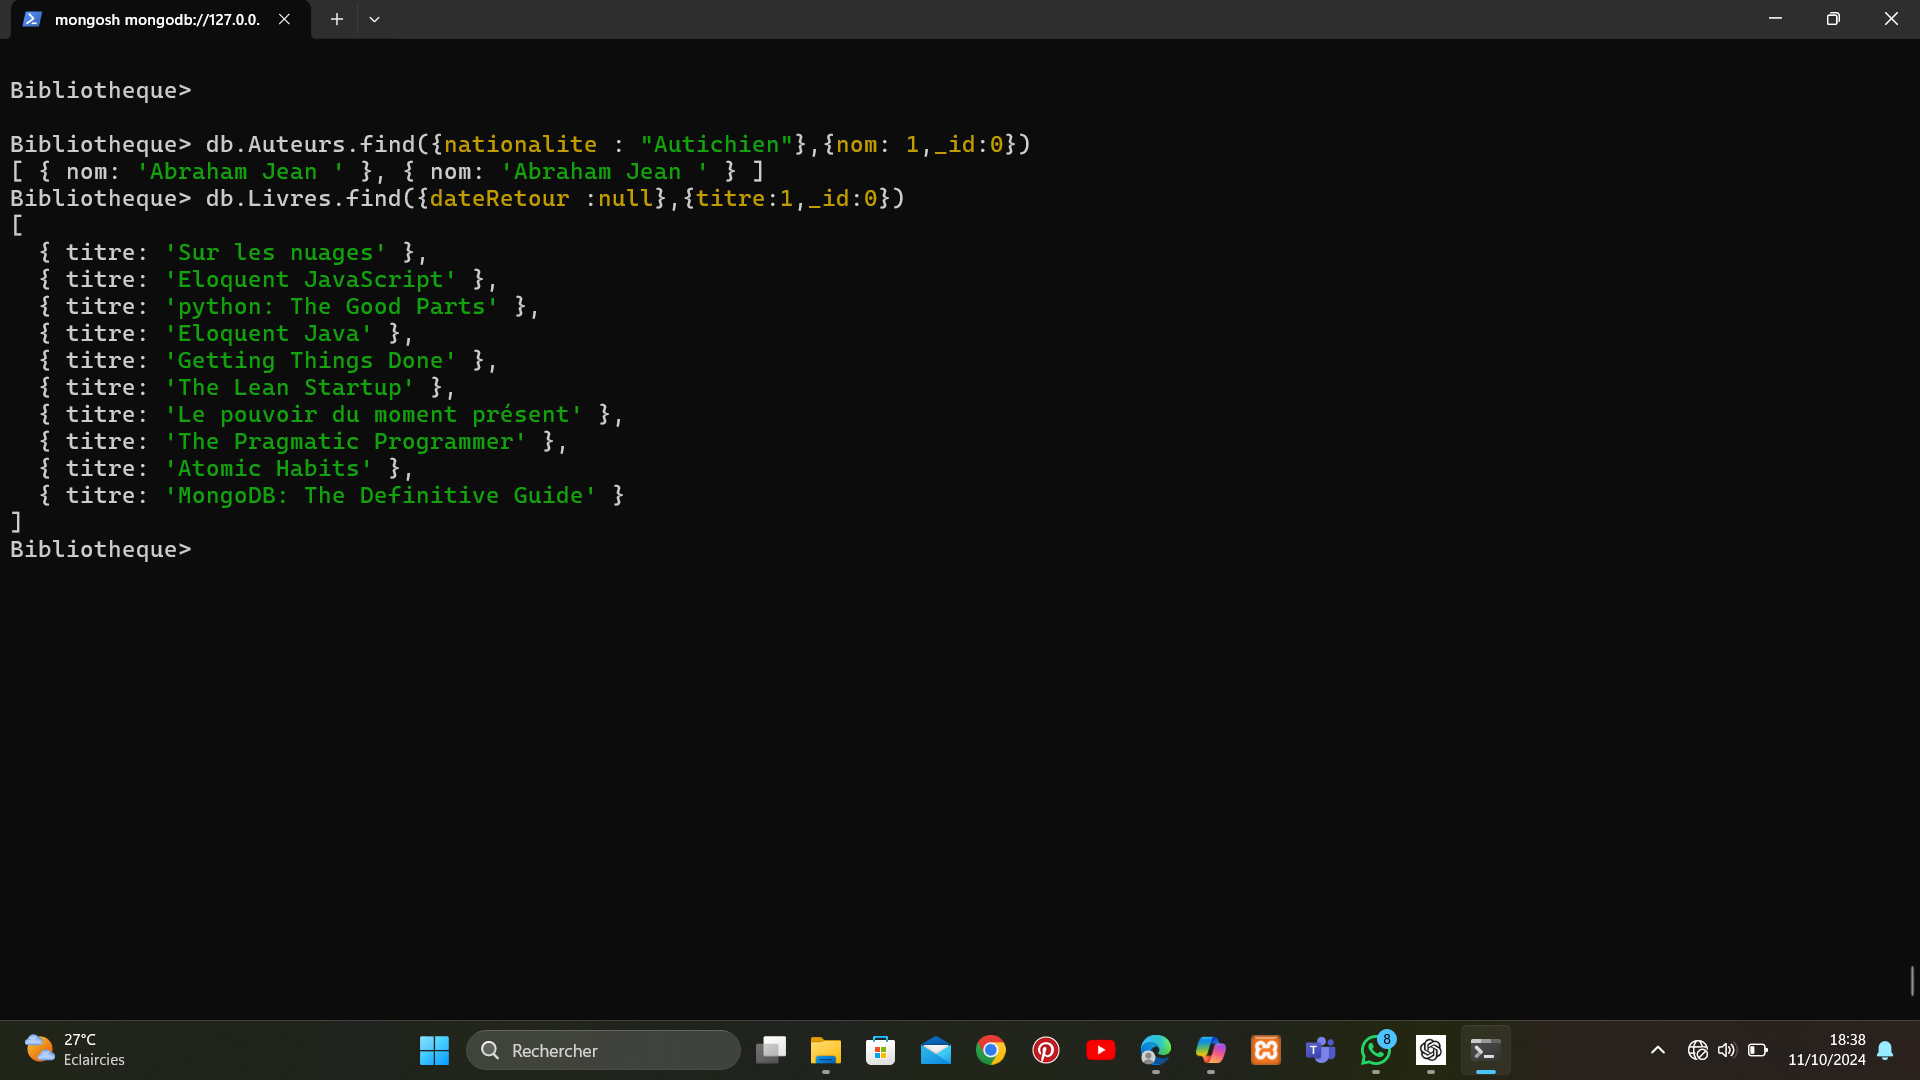 mongosh mongodb://127.0.0.
Bibliotheque>
Bibliotheque> db.Auteurs.find({nationalite : "Autichien"},{nom: 1,_id:0})
[ { nom: 'Abraham Jean ' }, { nom: 'Abraham Jean ' } ]
Bibliotheque> db.Livres.find({dateRetour :null},{titre:1,_id:0})
[
  { titre: 'Sur les nuages' },
  { titre: 'Eloquent JavaScript' },
  { titre: 'python: The Good Parts' },
  { titre: 'Eloquent Java' },
  { titre: 'Getting Things Done' },
  { titre: 'The Lean Startup' },
  { titre: 'Le pouvoir du moment présent' },
  { titre: 'The Pragmatic Programmer' },
  { titre: 'Atomic Habits' },
  { titre: 'MongoDB: The Definitive Guide' }
]
Bibliotheque>
27°C
Eclaircies
Rechercher
8
18:38
11/10/2024